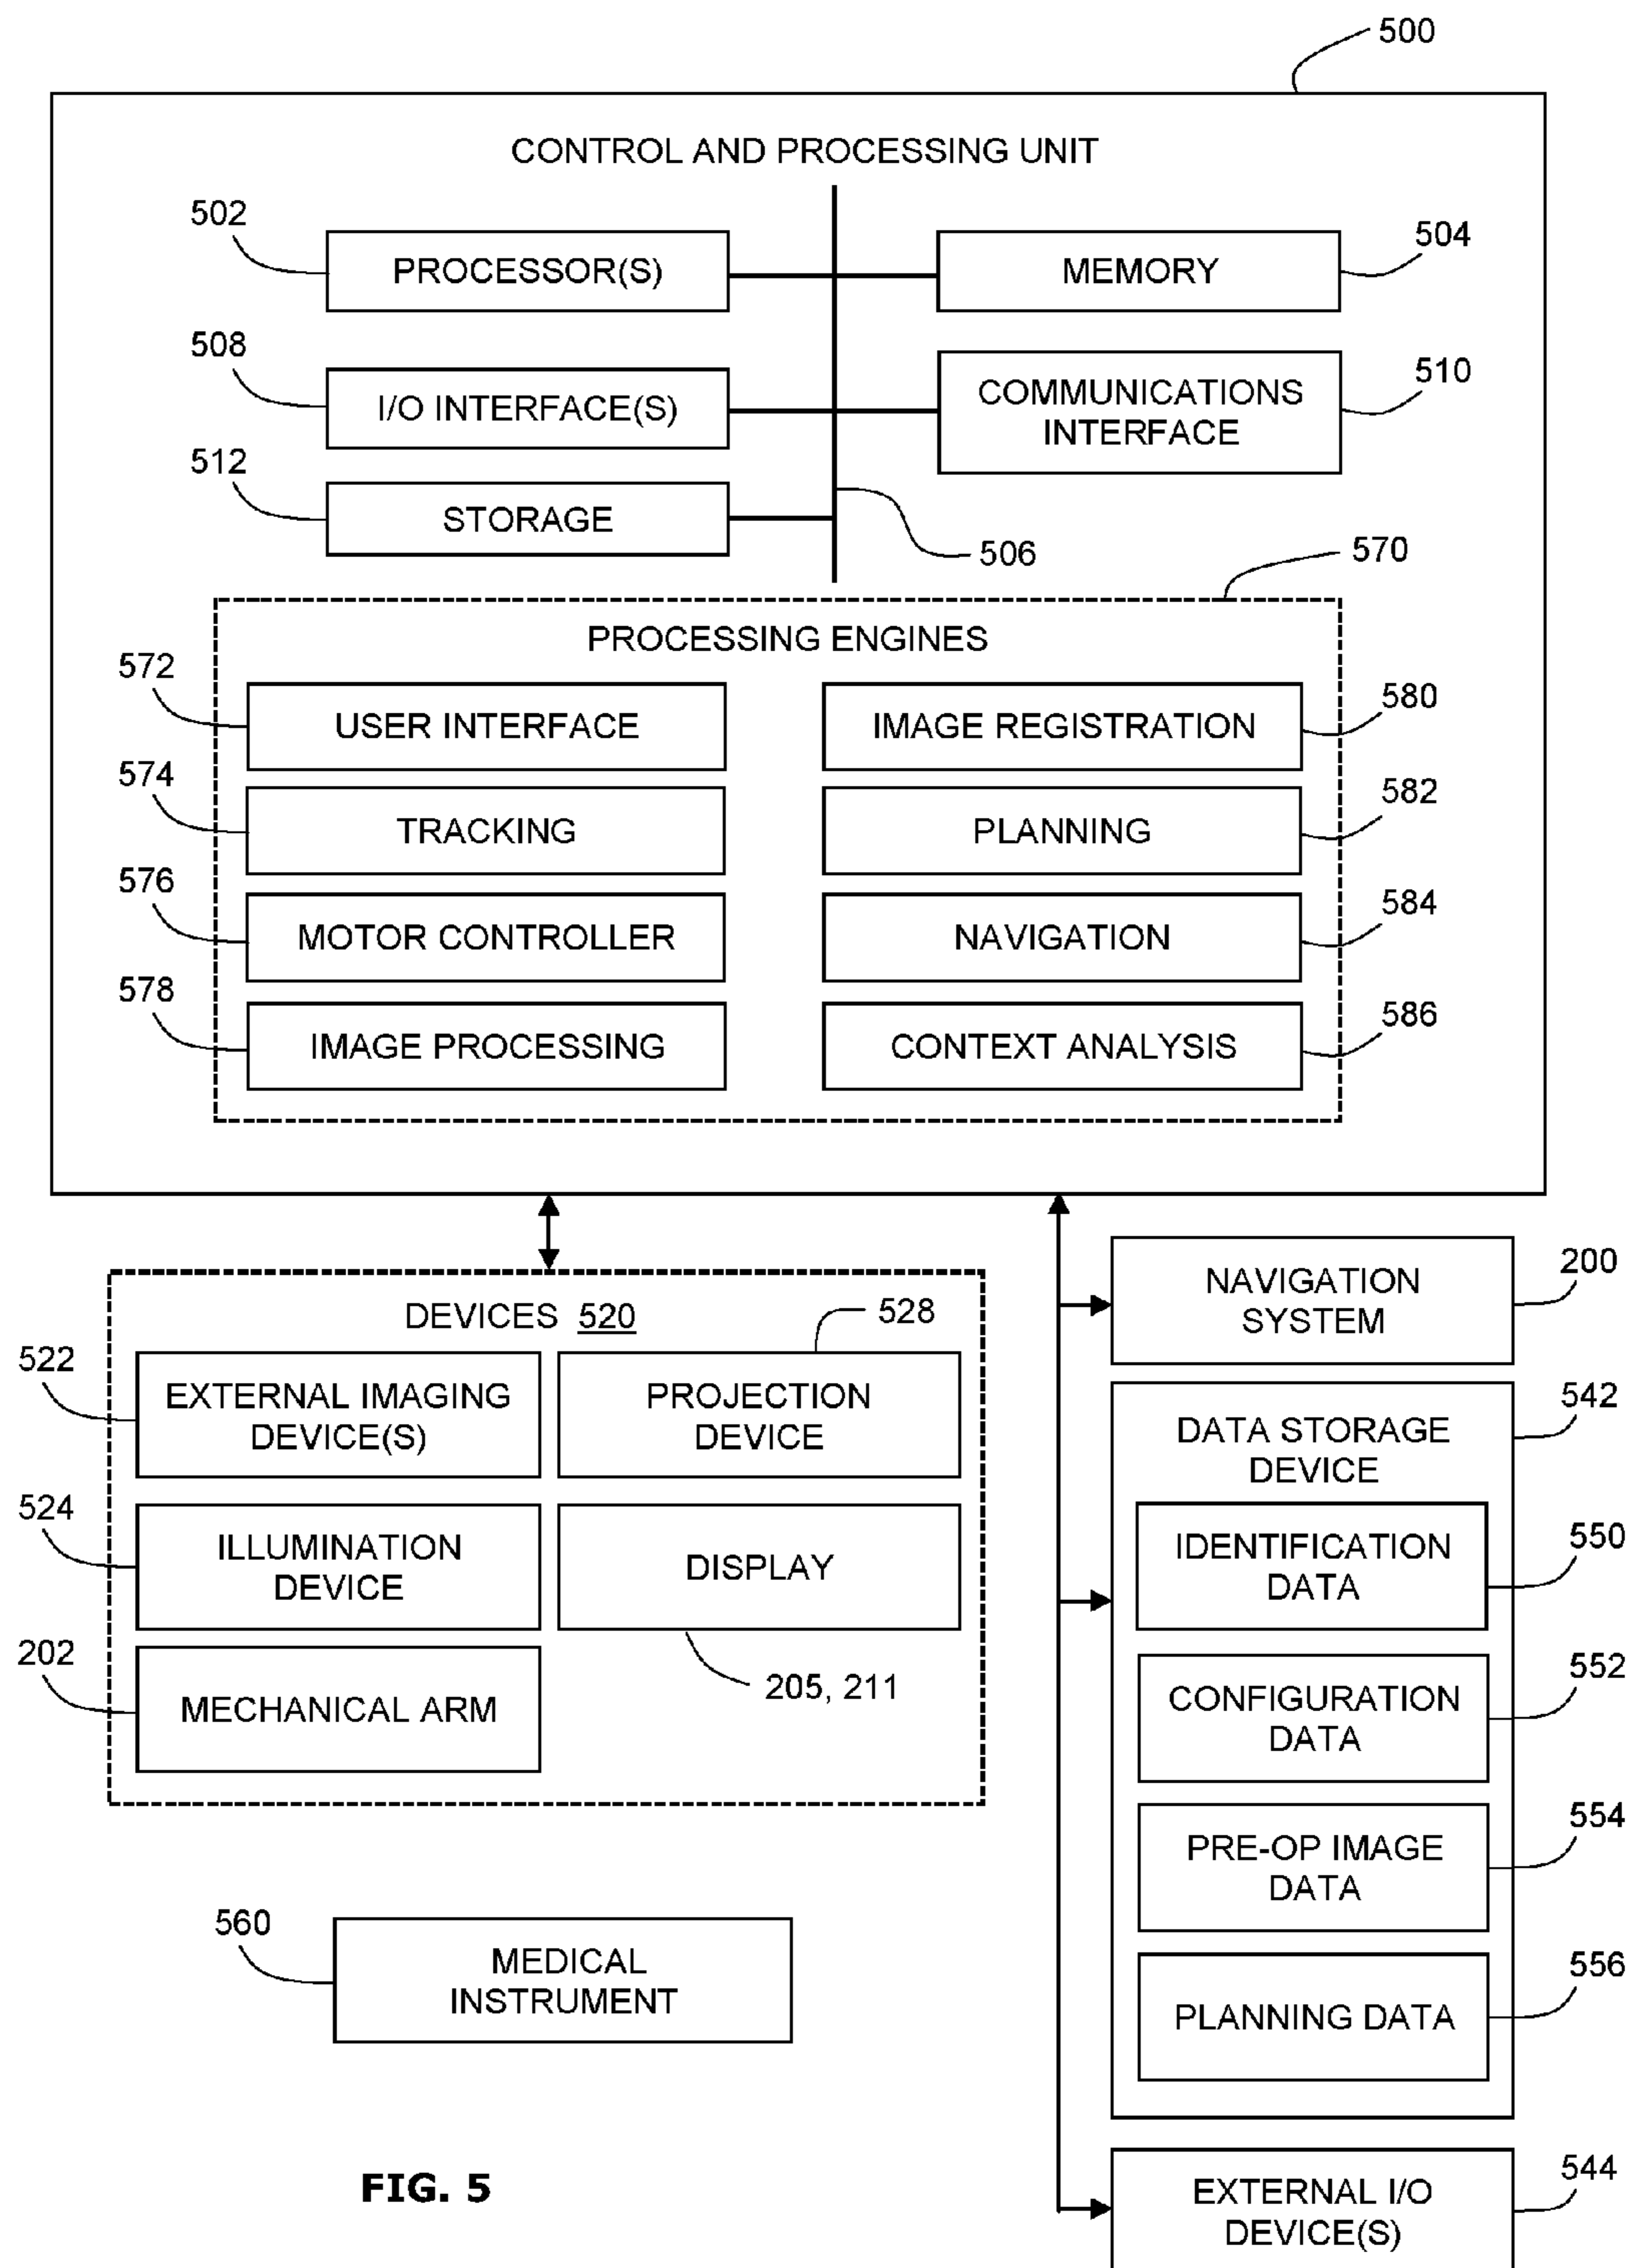 500
CONTROL AND PROCESSING UNIT
502
PROCESSOR(S)
MEMORY
504
508
I/O INTERFACE(S)
COMMUNICATIONS
INTERFACE
510
512
STORAGE
506
570
PROCESSING ENGINES
572
USER INTERFACE
IMAGE REGISTRATION
580
574
TRACKING
PLANNING
582
576
MOTOR CONTROLLER
NAVIGATION
584
578
IMAGE PROCESSING
CONTEXT ANALYSIS
586
DEVICES 520
528
522
EXTERNAL IMAGING
DEVICE(S)
PROJECTION
DEVICE
524
ILLUMINATION
DEVICE
DISPLAY
202
MECHANICAL ARM
205, 211
NAVIGATION
SYSTEM
200
DATA STORAGE
DEVICE
542
IDENTIFICATION
DATA
550
CONFIGURATION
DATA
552
PRE-OP IMAGE
DATA
554
PLANNING DATA
556
560
MEDICAL
INSTRUMENT
EXTERNAL I/O
DEVICE(S)
544
FIG. 5